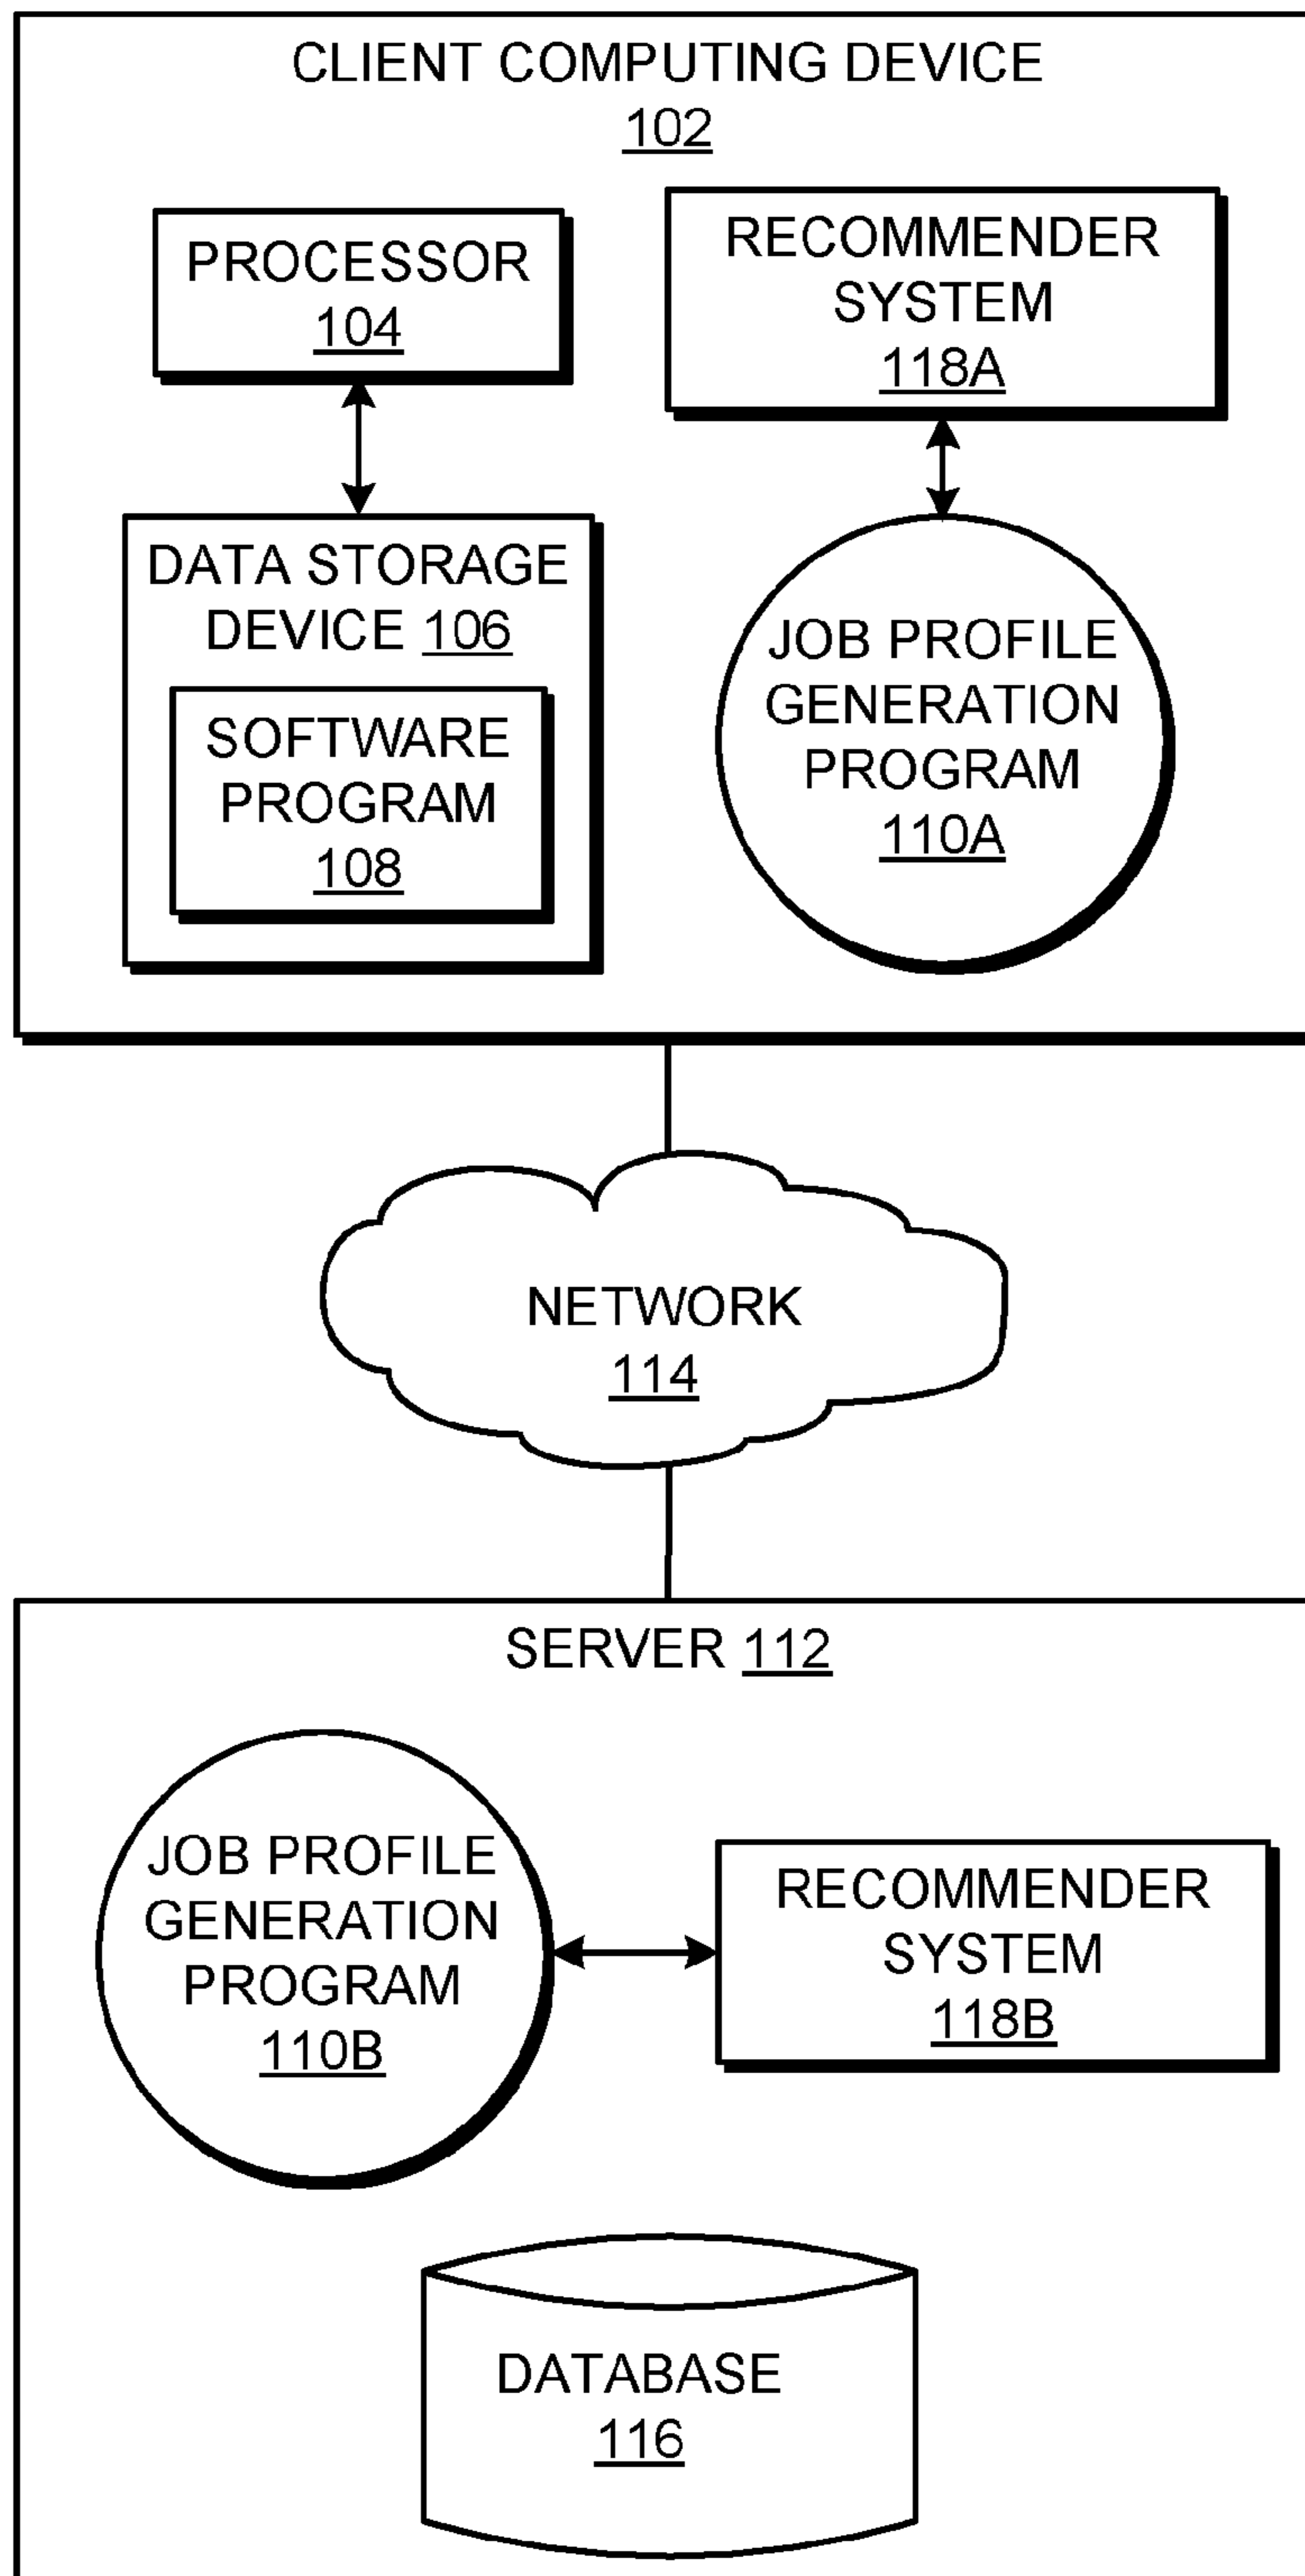 CLIENT COMPUTING DEVICE
102
PROCESSOR
104
RECOMMENDER
SYSTEM
118A
DATA STORAGE
DEVICE 106
SOFTWARE
PROGRAM
108
JOB PROFILE
GENERATION
PROGRAM
110A
NETWORK
114
SERVER 112
JOB PROFILE
GENERATION
PROGRAM
110B
RECOMMENDER
SYSTEM
118B
DATABASE
116